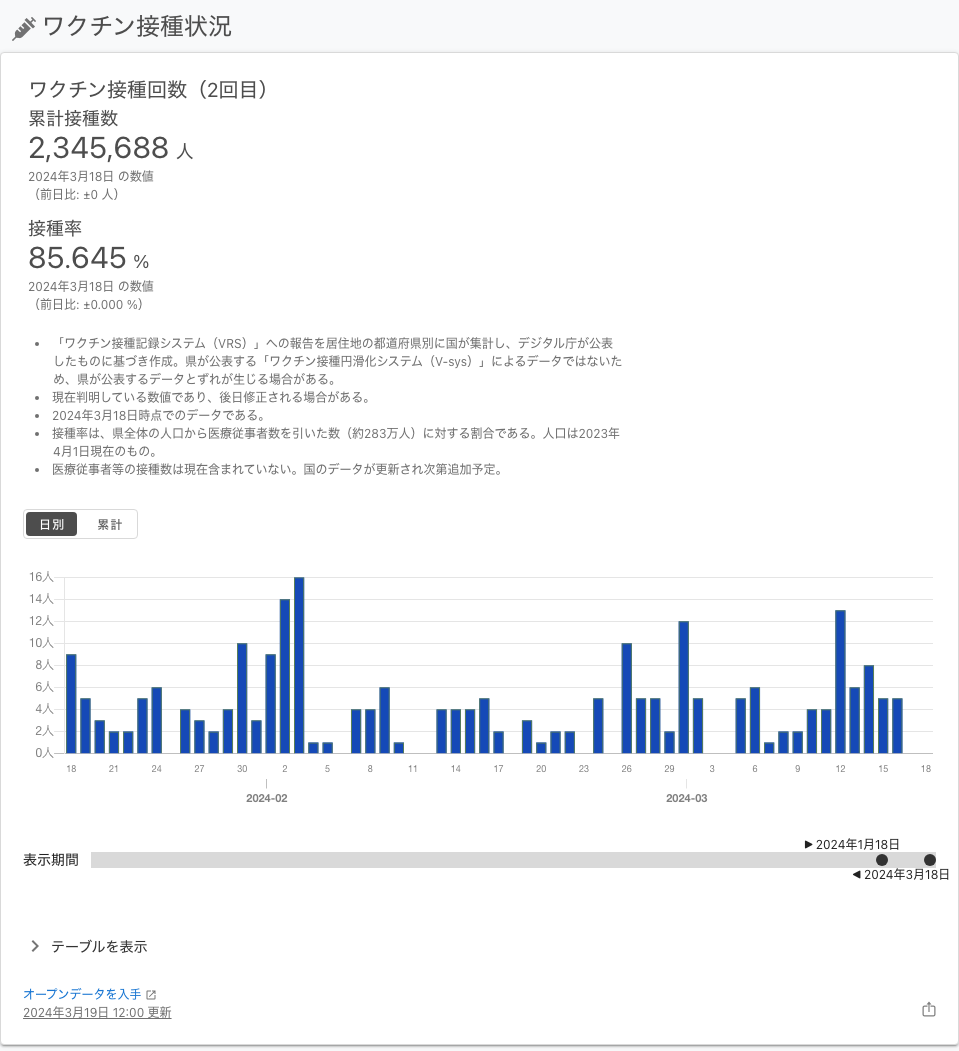 ワクチン接種状況
ワクチン接種回数（2回目）
累計接種数
2,345,688 人
2024年3月18日 の数値
（前日比: ±0 人）
接種率
85.645 %
2024年3月18日 の数値
（前日比: ±0.000 %）
• 「ワクチン接種記録システム（VRS）」への報告を居住地の都道府県別に国が集計し、デジタル庁が公表
したものに基づき作成。県が公表する「ワクチン接種円滑化システム（V-sys）」によるデータではないた
め、県が公表するデータとずれが生じる場合がある。
• 現在判明している数値であり、後日修正される場合がある。
• 2024年3月18日時点でのデータである。
• 接種率は、県全体の人口から医療従事者数を引いた数（約283万人）に対する割合である。人口は2023年
4月1日現在のもの。
• 医療従事者等の接種数は現在含まれていない。国のデータが更新され次第追加予定。
日別 累計
16人
14人
12人
10人
8人
6人
4人
2人
0人
18 21 24 27 30 2 5 8 11 14 17 20 23 26 29 3 6 9 12 15 18
2024-02 2024-03
▶ 2024年1月18日
表示期間
◀ 2024年3月18日
テーブルを表示
オープンデータを入手
2024年3月19日 12:00 更新